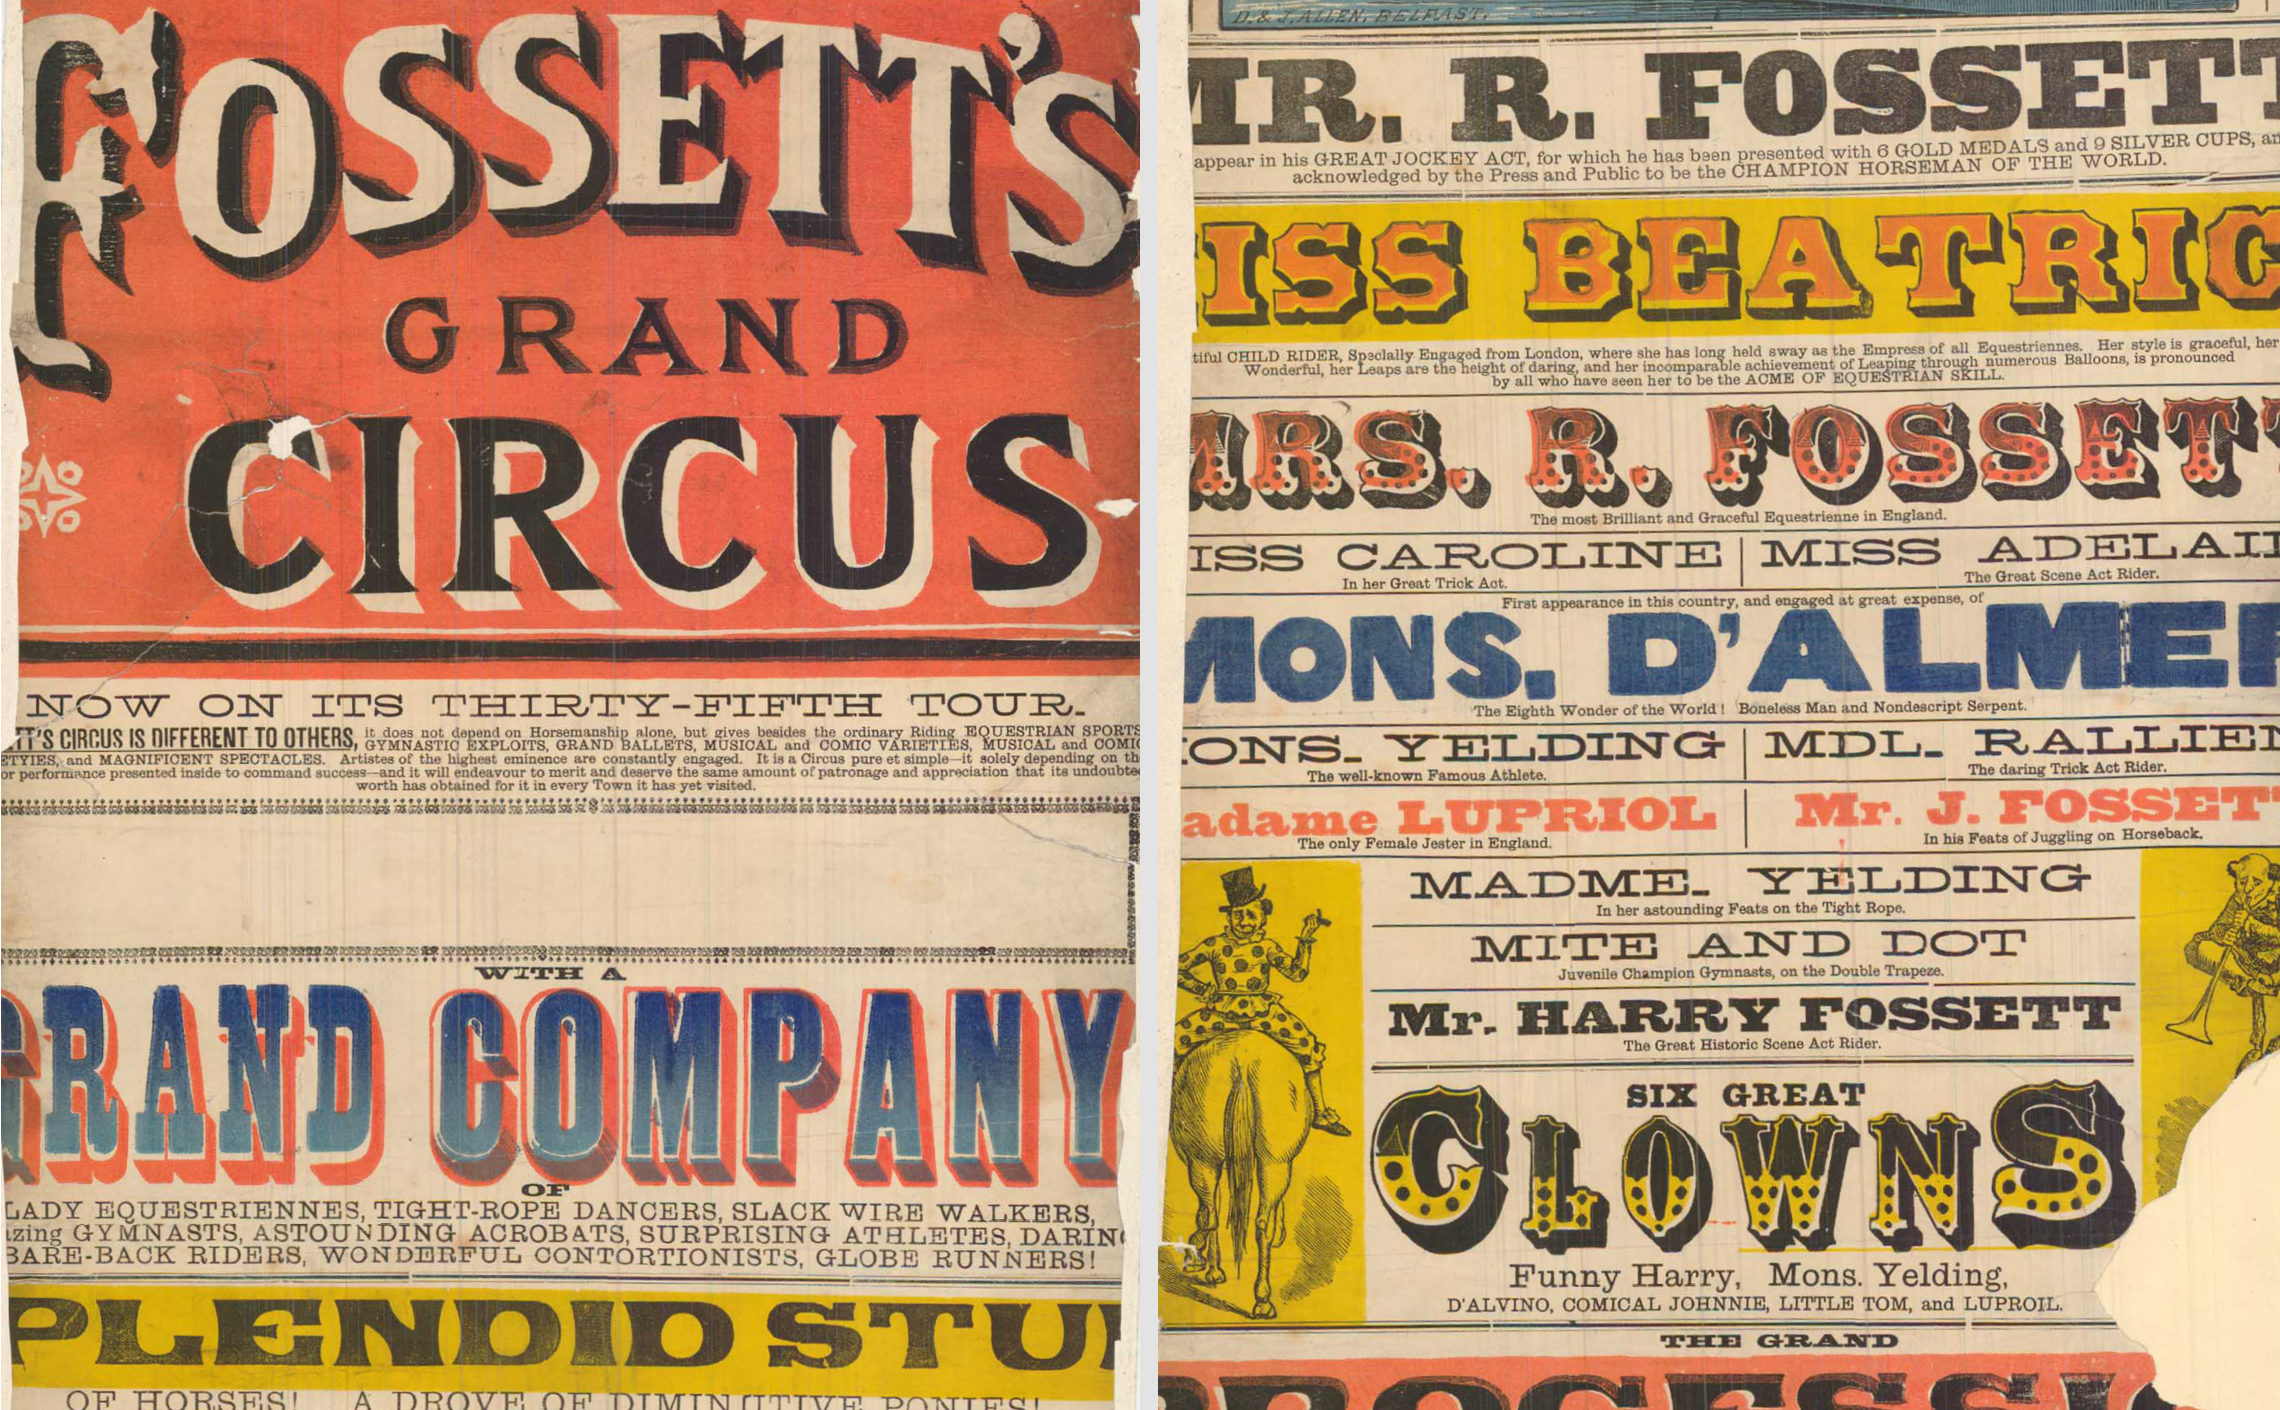 FOSSETT'S
GRAND
CIRCUS
NOW ON ITS THIRTY-FIFTH TOUR.
TT'S CIRCUS IS DIFFERENT TO OTHERS, it does not depend on Horsemanship alone, but gives besides the ordinary Riding EQUESTRIAN SPORTS
GYMNASTIC EXPLOITS, GRAND BALLETS, MUSICAL and COMIC VARIETIES, MUSICAL and COMIC
ETYIES, and MAGNIFICENT SPECTACLES. Artistes of the highest eminence are constantly engaged. It is a Circus pure et simple—it solely depending on th
or performance presented inside to command success—and it will endeavour to merit and deserve the same amount of patronage and appreciation that its undoubte
worth has obtained for it in every Town it has yet visited.
WITH A
GRAND COMPANY
OF
LADY EQUESTRIENNES, TIGHT-ROPE DANCERS, SLACK WIRE WALKERS,
zing GYMNASTS, ASTOUNDING ACROBATS, SURPRISING ATHLETES, DARING
BARE-BACK RIDERS, WONDERFUL CONTORTIONISTS, GLOBE RUNNERS!
PLENDID STU
OF HORSES! A DROVE OF DIMINUTIVE PONIES!
D. & J. ALLEN, BELFAST.
MR. R. FOSSETT
appear in his GREAT JOCKEY ACT, for which he has been presented with 6 GOLD MEDALS and 9 SILVER CUPS, an
acknowledged by the Press and Public to be the CHAMPION HORSEMAN OF THE WORLD.
ISS BEATRIC
tiful CHILD RIDER, Specially Engaged from London, where she has long held sway as the Empress of all Equestriennes. Her style is graceful, her
Wonderful, her Leaps are the height of daring, and her incomparable achievement of Leaping through numerous Balloons, is pronounced
by all who have seen her to be the ACME OF EQUESTRIAN SKILL.
MRS. R. FOSSETT
The most Brilliant and Graceful Equestrienne in England.
ISS CAROLINE | MISS ADELAI
In her Great Trick Act. The Great Scene Act Rider.
First appearance in this country, and engaged at great expense, of
MONS. D'ALME
The Eighth Wonder of the World! Boneless Man and Nondescript Serpent.
ONS. YELDING | MDL. RALLIEN
The well-known Famous Athlete. The daring Trick Act Rider.
adame LUPRIOL | Mr. J. FOSSETT
The only Female Jester in England. In his Feats of Juggling on Horseback.
MADME. YELDING
In her astounding Feats on the Tight Rope.
MITE AND DOT
Juvenile Champion Gymnasts, on the Double Trapeze.
Mr. HARRY FOSSETT
The Great Historic Scene Act Rider.
SIX GREAT
CLOWNS
Funny Harry, Mons. Yelding,
D'ALVINO, COMICAL JOHNNIE, LITTLE TOM, and LUPROIL.
THE GRAND
PROCESSI